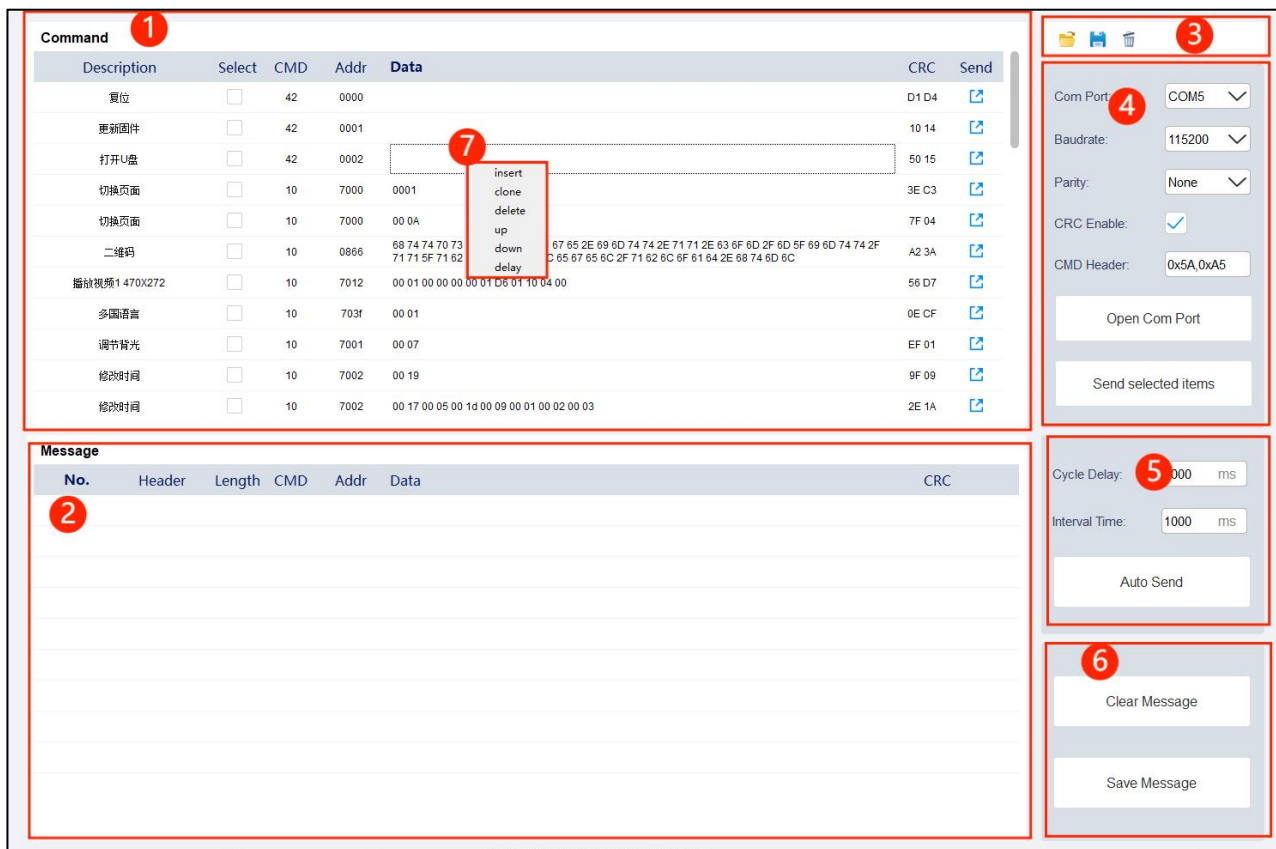 1
Command
Description Select CMD Addr Data CRC Send
复位 42 0000 D1 D4
更新固件 42 0001 10 14
打开U盘 42 0002 50 15
切换页面 10 7000 0001 3E C3
切换页面 10 7000 00 0A 7F 04
二维码 10 0866 68 74 74 70 73 67 65 2E 69 6D 74 74 2E 71 71 2E 63 6F 6D 2F 6D 5F 69 6D 74 74 2F A2 3A
71 71 5F 71 62 C 65 67 65 6C 2F 71 62 6C 6F 61 64 2E 68 74 6D 6C
播放视频1 470X272 10 7012 00 01 00 00 00 00 01 D6 01 10 04 00 56 D7
多国语言 10 703f 00 01 0E CF
调节背光 10 7001 00 07 EF 01
修改时间 10 7002 00 19 9F 09
修改时间 10 7002 00 17 00 05 00 1d 00 09 00 01 00 02 00 03 2E 1A
7
insert
clone
delete
up
down
delay
Message
No. Header Length CMD Addr Data CRC
2
3
4
Com Port: COM5
Baudrate: 115200
Parity: None
CRC Enable:
CMD Header: 0x5A,0xA5
Open Com Port
Send selected items
5
Cycle Delay: 000 ms
Interval Time: 1000 ms
Auto Send
6
Clear Message
Save Message